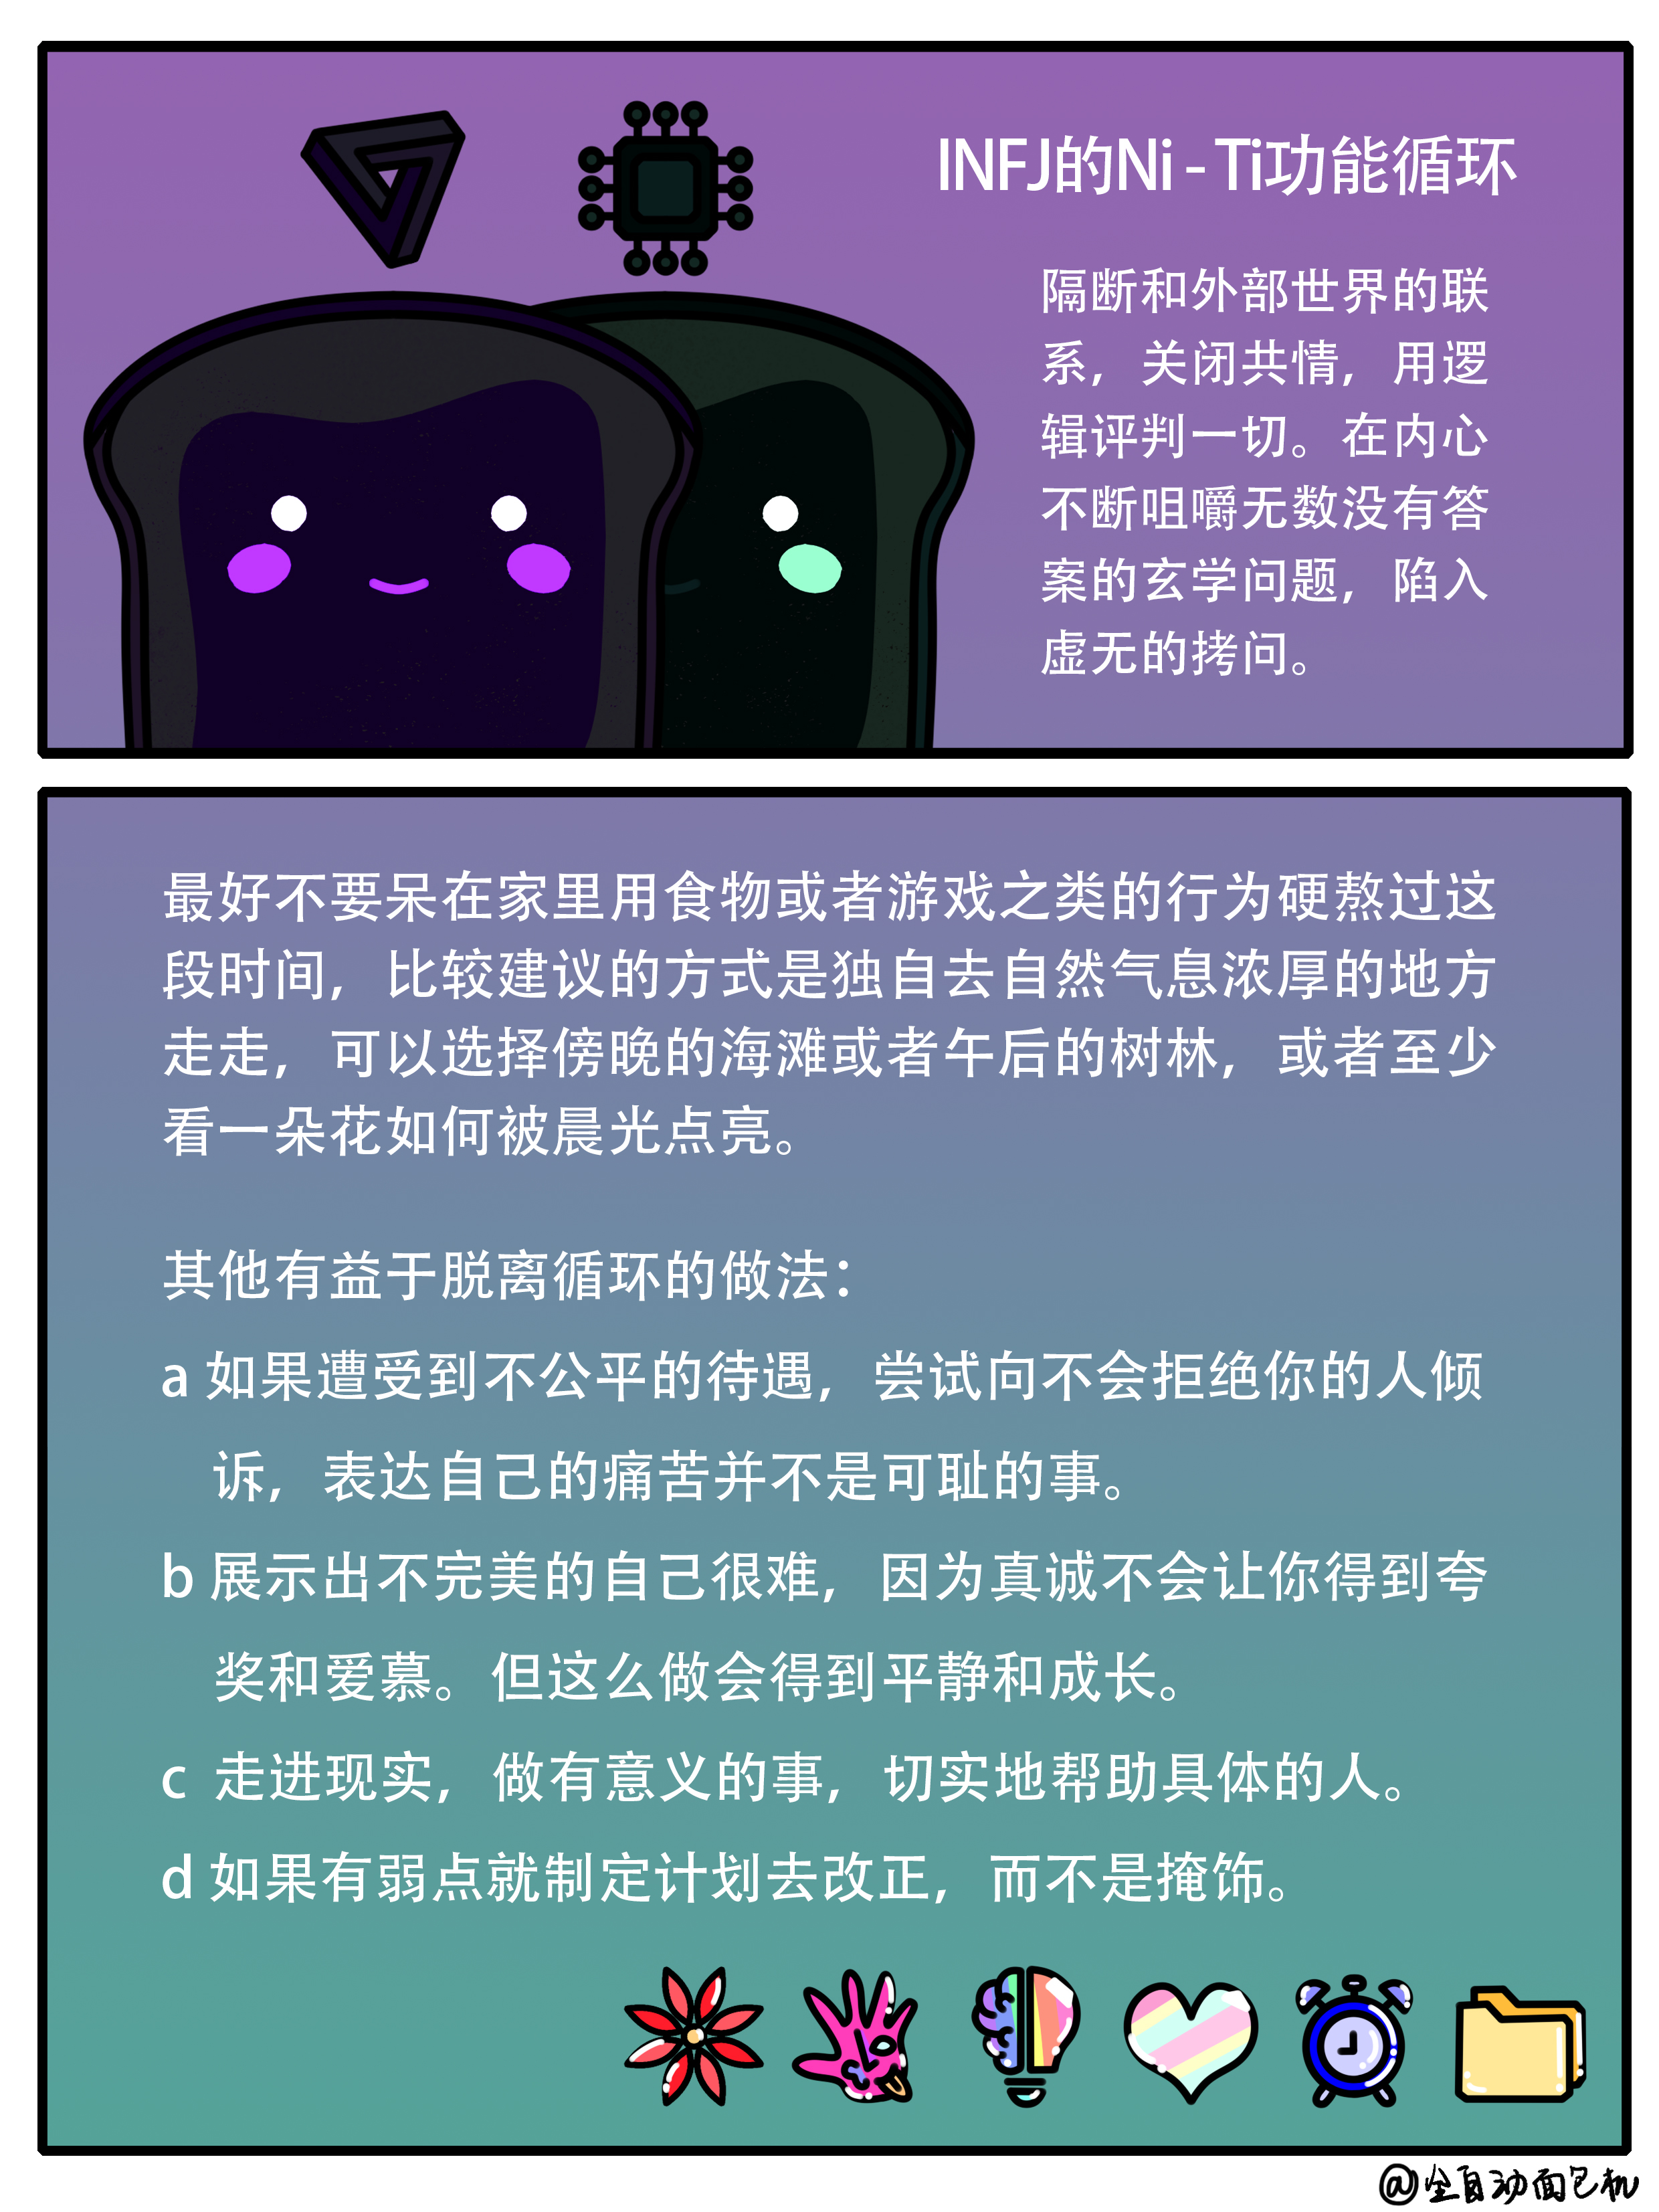 INFJ的Ni - Ti功能循环
隔断和外部世界的联
系，关闭共情，用逻
辑评判一切。在内心
不断咀嚼无数没有答
案的玄学问题，陷入
虚无的拷问。
最好不要呆在家里用食物或者游戏之类的行为硬熬过这
段时间，比较建议的方式是独自去自然气息浓厚的地方
走走，可以选择傍晚的海滩或者午后的树林，或者至少
看一朵花如何被晨光点亮。
其他有益于脱离循环的做法：
a 如果遭受到不公平的待遇，尝试向不会拒绝你的人倾
诉，表达自己的痛苦并不是可耻的事。
b 展示出不完美的自己很难，因为真诚不会让你得到夸
奖和爱慕。但这么做会得到平静和成长。
c 走进现实，做有意义的事，切实地帮助具体的人。
d 如果有弱点就制定计划去改正，而不是掩饰。
@全自动面包机